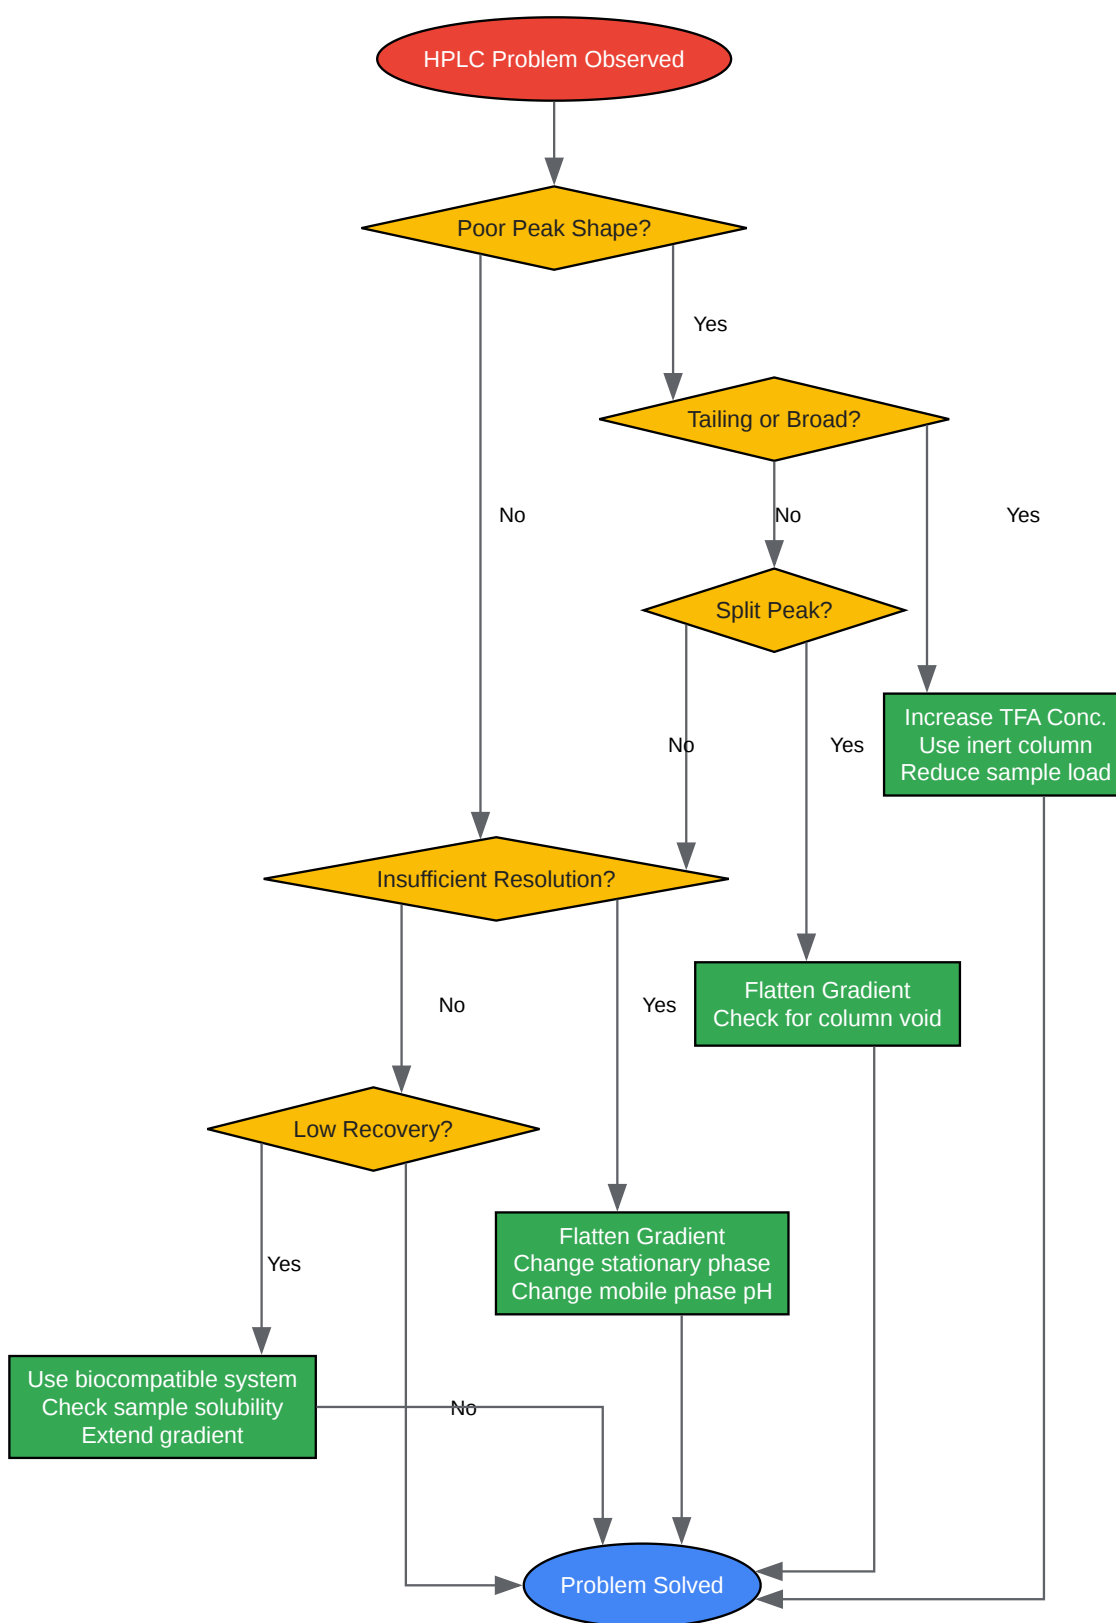 HPLC Problem Observed
Poor Peak Shape?
Yes
Tailing or Broad?
No
No
Yes
Split Peak?
Increase TFA Conc.
Use inert column
Reduce sample load
No
Yes
Insufficient Resolution?
Flatten Gradient
Check for column void
No
Yes
Low Recovery?
Flatten Gradient
Change stationary phase
Change mobile phase pH
Yes
Use biocompatible system
Check sample solubility
Extend gradient
No
Problem Solved